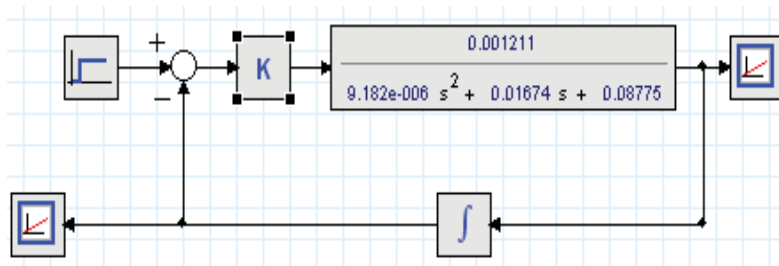 +
−
K
0.001211
9.182e-006 s² + 0.01674 s + 0.08775
∫